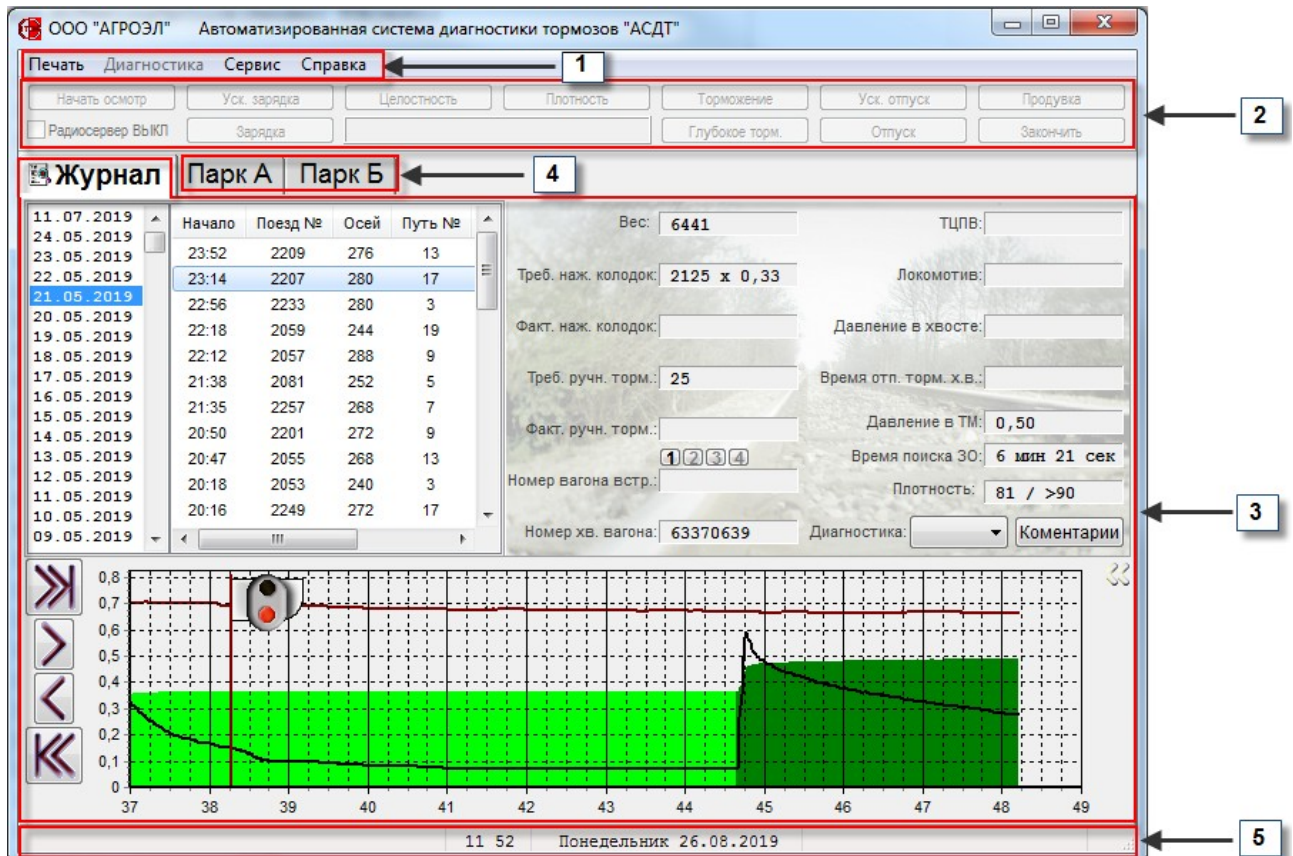 ООО "АГРОЭЛ" Автоматизированная система диагностики тормозов "АСДТ"
Печать Диагностика Сервис Справка
1
Начать осмотр Уск. зарядка Целостность Плотность Торможение Уск. отпуск Продувка
2
Радиосервер ВЫКЛ Зарядка Глубокое торм. Отпуск Закончить
Журнал Парк А Парк Б
4
11.07.2019
24.05.2019
23.05.2019
22.05.2019
21.05.2019
20.05.2019
19.05.2019
18.05.2019
17.05.2019
16.05.2019
15.05.2019
14.05.2019
13.05.2019
12.05.2019
11.05.2019
10.05.2019
09.05.2019
Начало Поезд № Осей Путь №
23:52 2209 276 13
23:14 2207 280 17
22:56 2233 280 3
22:18 2059 244 19
22:12 2057 288 9
21:38 2081 252 5
21:35 2257 268 7
20:50 2201 272 9
20:47 2055 268 13
20:18 2053 240 3
20:16 2249 272 17
Вес: 6441
Треб. наж. колодок: 2125 x 0,33
Факт. наж. колодок:
Треб. ручн. торм.: 25
Факт. ручн. торм.:
1 2 3 4
Номер вагона встр.:
Номер хв. вагона: 63370639
ТЦПВ:
Локомотив:
Давление в хвосте:
Время отп. торм. х.в.:
Давление в ТМ: 0,50
Время поиска ЗО: 6 мин 21 сек
Плотность: 81 / >90
Диагностика: Коментарии
3
0,8
0,7
0,6
0,5
0,4
0,3
0,2
0,1
0
37 38 39 40 41 42 43 44 45 46 47 48 49
11 52 Понедельник 26.08.2019
5